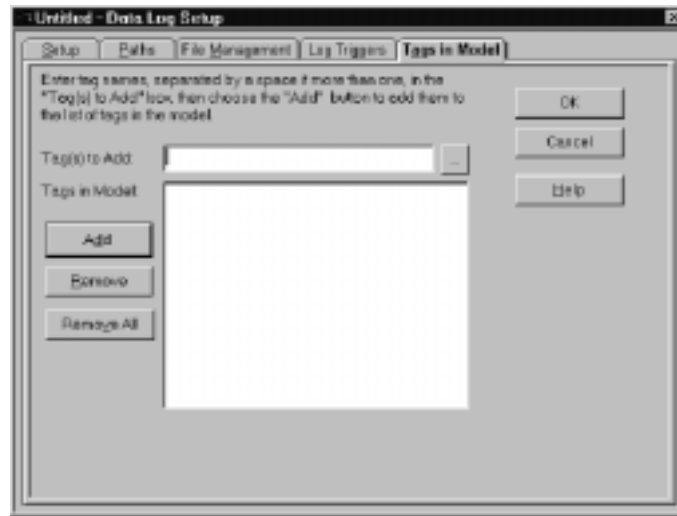 Untitled - Data Log Setup
Setup
Paths
File Management
Log Triggers
Tags in Model
Enter tag names, separated by a space if more than one, in the
"Tag(s) to Add" box, then choose the "Add" button to add them to
the list of tags in the model.
Tag(s) to Add:
...
Tags in Model:
Add
Remove
Remove All
OK
Cancel
Help